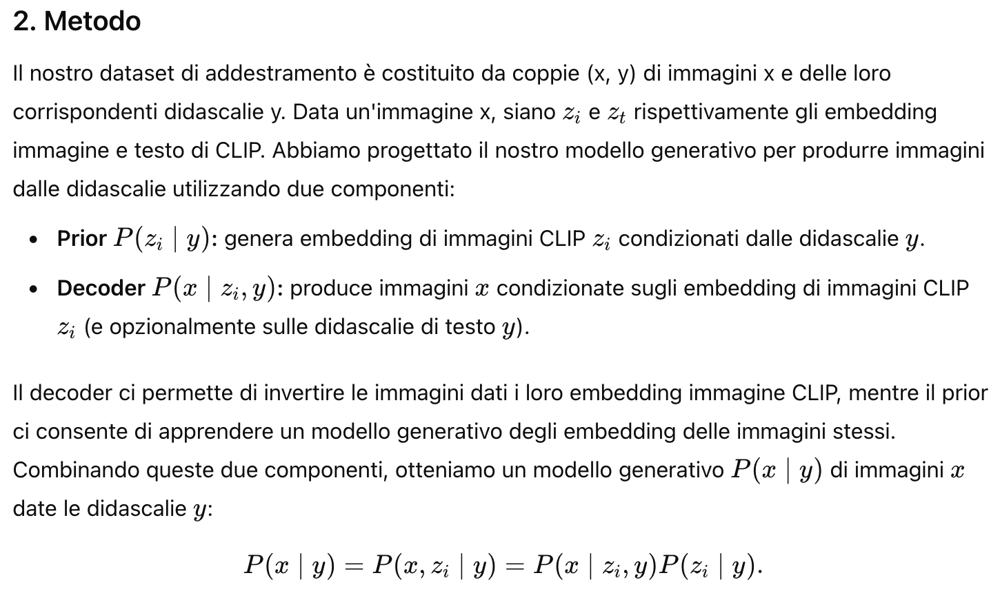 2. Metodo
Il nostro dataset di addestramento è costituito da coppie (x, y) di immagini x e delle loro
corrispondenti didascalie y. Data un'immagine x, siano $z_i$ e $z_t$ rispettivamente gli embedding
immagine e testo di CLIP. Abbiamo progettato il nostro modello generativo per produrre immagini
dalle didascalie utilizzando due componenti:
• Prior $P(z_i \mid y)$: genera embedding di immagini CLIP $z_i$ condizionati dalle didascalie $y$.
• Decoder $P(x \mid z_i, y)$: produce immagini $x$ condizionate sugli embedding di immagini CLIP
$z_i$ (e opzionalmente sulle didascalie di testo $y$).
Il decoder ci permette di invertire le immagini dati i loro embedding immagine CLIP, mentre il prior
ci consente di apprendere un modello generativo degli embedding delle immagini stessi.
Combinando queste due componenti, otteniamo un modello generativo $P(x \mid y)$ di immagini $x$
date le didascalie $y$:
$P(x \mid y) = P(x, z_i \mid y) = P(x \mid z_i, y)P(z_i \mid y).$